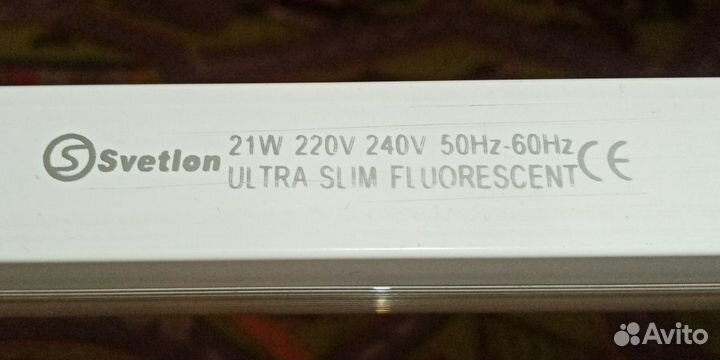 Svetlon
21W 220V 240V 50Hz-60Hz
ULTRA SLIM FLUORESCENT
CE
Avito